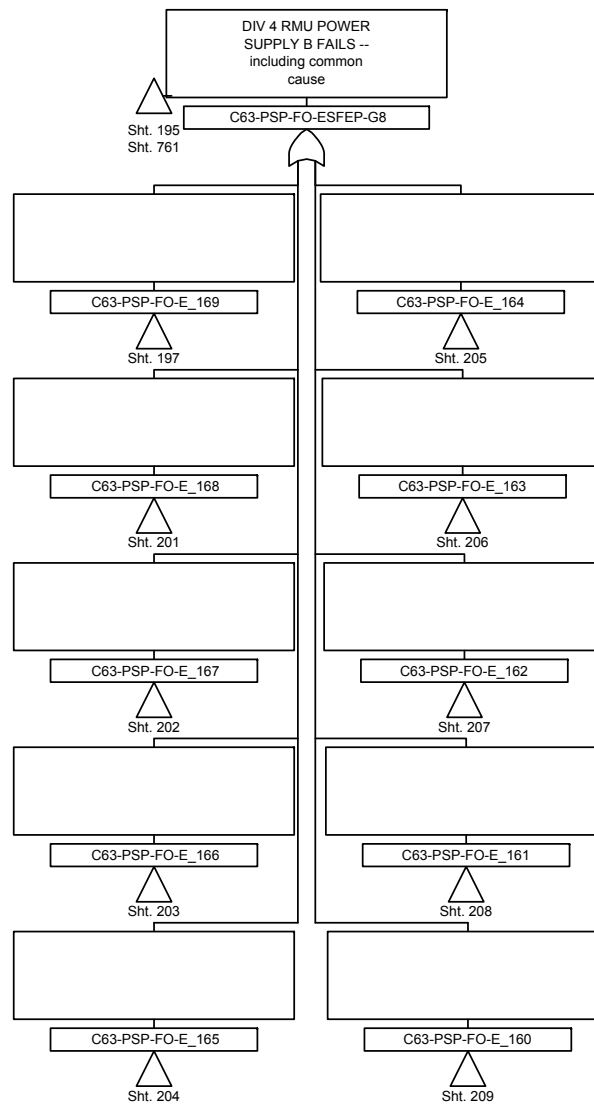 DIV 4 RMU POWER
SUPPLY B FAILS --
including common
cause
C63-PSP-FO-ESFEP-G8
Sht. 195
Sht. 761
C63-PSP-FO-E_169
Sht. 197
C63-PSP-FO-E_164
Sht. 205
C63-PSP-FO-E_168
Sht. 201
C63-PSP-FO-E_163
Sht. 206
C63-PSP-FO-E_167
Sht. 202
C63-PSP-FO-E_162
Sht. 207
C63-PSP-FO-E_166
Sht. 203
C63-PSP-FO-E_161
Sht. 208
C63-PSP-FO-E_165
Sht. 204
C63-PSP-FO-E_160
Sht. 209